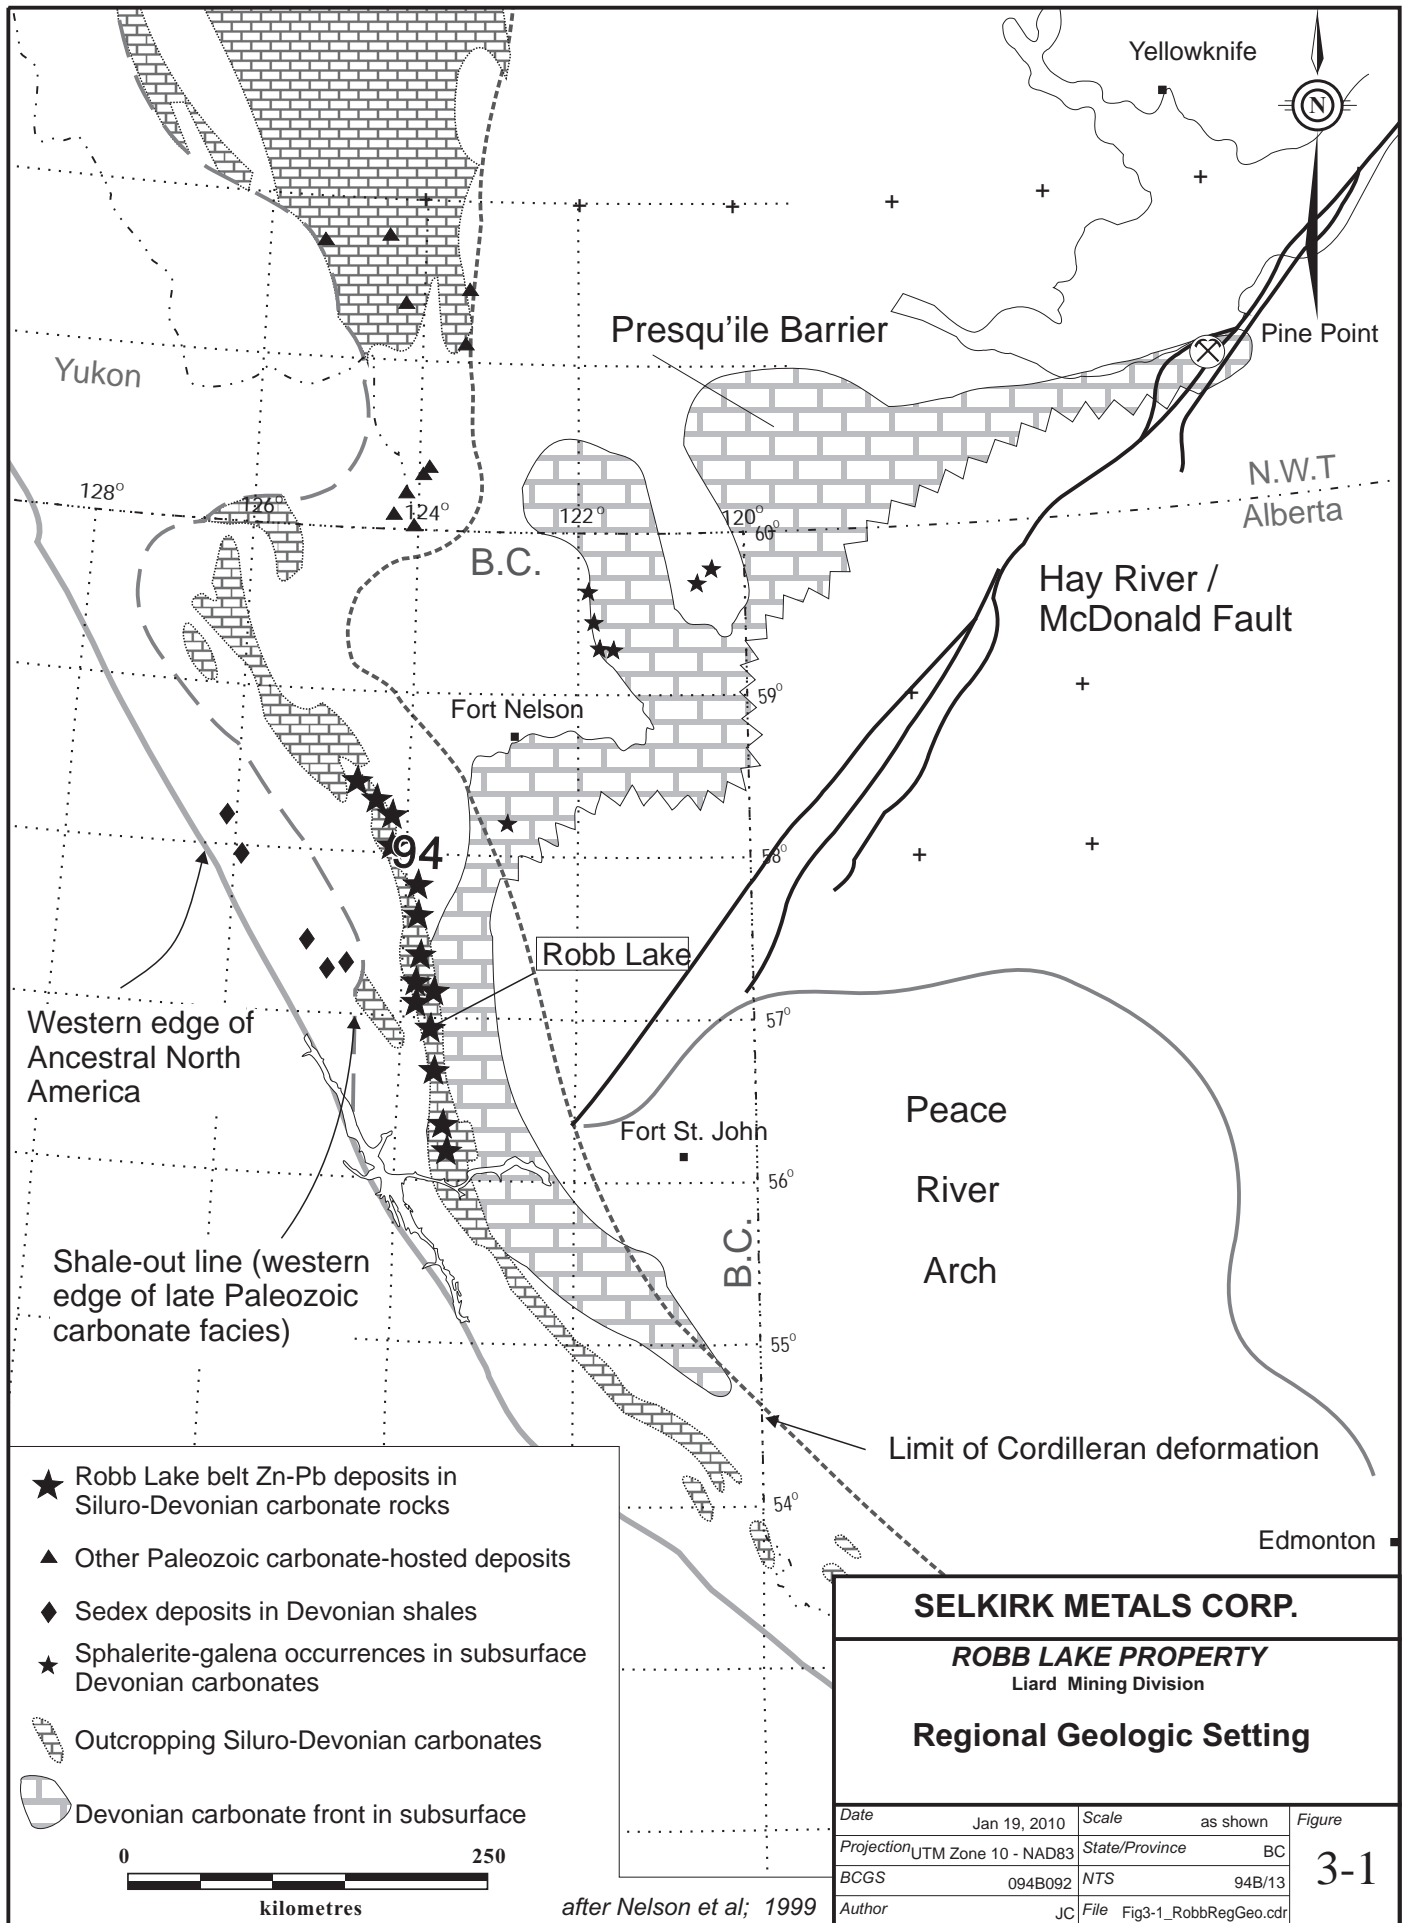 Yellowknife
N
Presqu'ile Barrier
Pine Point
Yukon
N.W.T
Alberta
128°
126°
124°
122°
120°
60°
B.C.
Hay River /
McDonald Fault
59°
Fort Nelson
94
58°
Robb Lake
57°
Western edge of
Ancestral North
America
Peace
River
Arch
Fort St. John
56°
B.C.
Shale-out line (western
edge of late Paleozoic
carbonate facies)
55°
Limit of Cordilleran deformation
54°
Edmonton
Robb Lake belt Zn-Pb deposits in
Siluro-Devonian carbonate rocks
Other Paleozoic carbonate-hosted deposits
Sedex deposits in Devonian shales
Sphalerite-galena occurrences in subsurface
Devonian carbonates
Outcropping Siluro-Devonian carbonates
Devonian carbonate front in subsurface
0 250
kilometres
after Nelson et al; 1999
SELKIRK METALS CORP.
ROBB LAKE PROPERTY
Liard Mining Division
Regional Geologic Setting
Date Jan 19, 2010 Scale as shown Figure
Projection UTM Zone 10 - NAD83 State/Province BC
3-1
BCGS 094B092 NTS 94B/13
Author JC File Fig3-1_RobbRegGeo.cdr